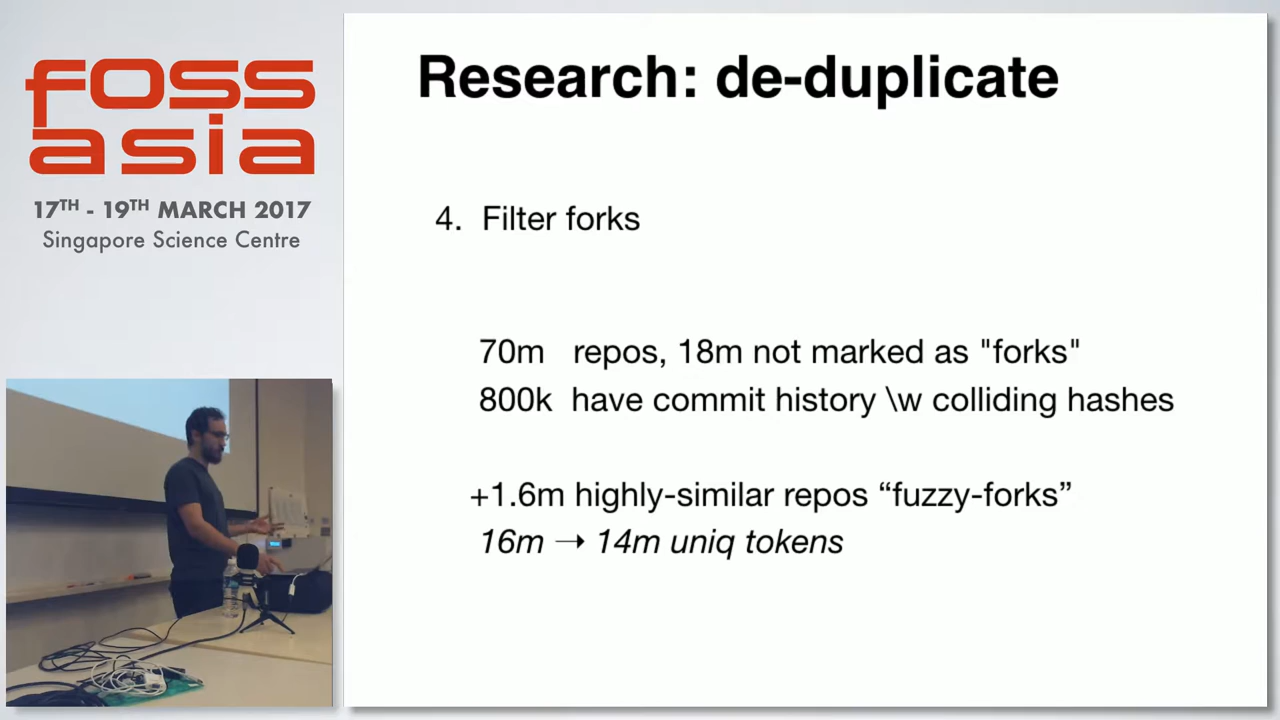 foss
asia
17TH - 19TH MARCH 2017
Singapore Science Centre
Research: de-duplicate
4. Filter forks
70m repos, 18m not marked as "forks"
800k have commit history \w colliding hashes
+1.6m highly-similar repos “fuzzy-forks”
16m → 14m uniq tokens